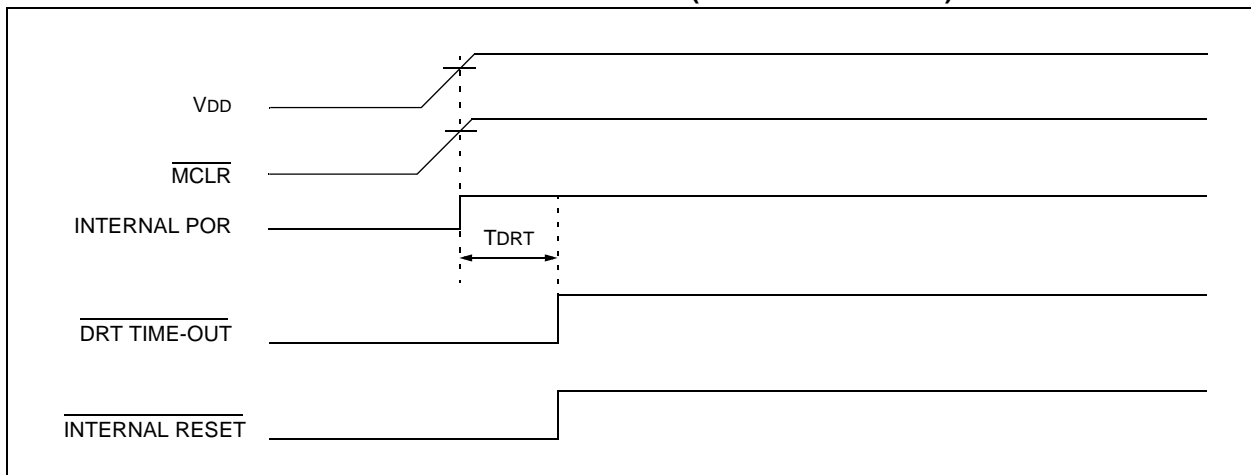 VDD
MCLR
INTERNAL POR
TDRT
DRT TIME-OUT
INTERNAL RESET